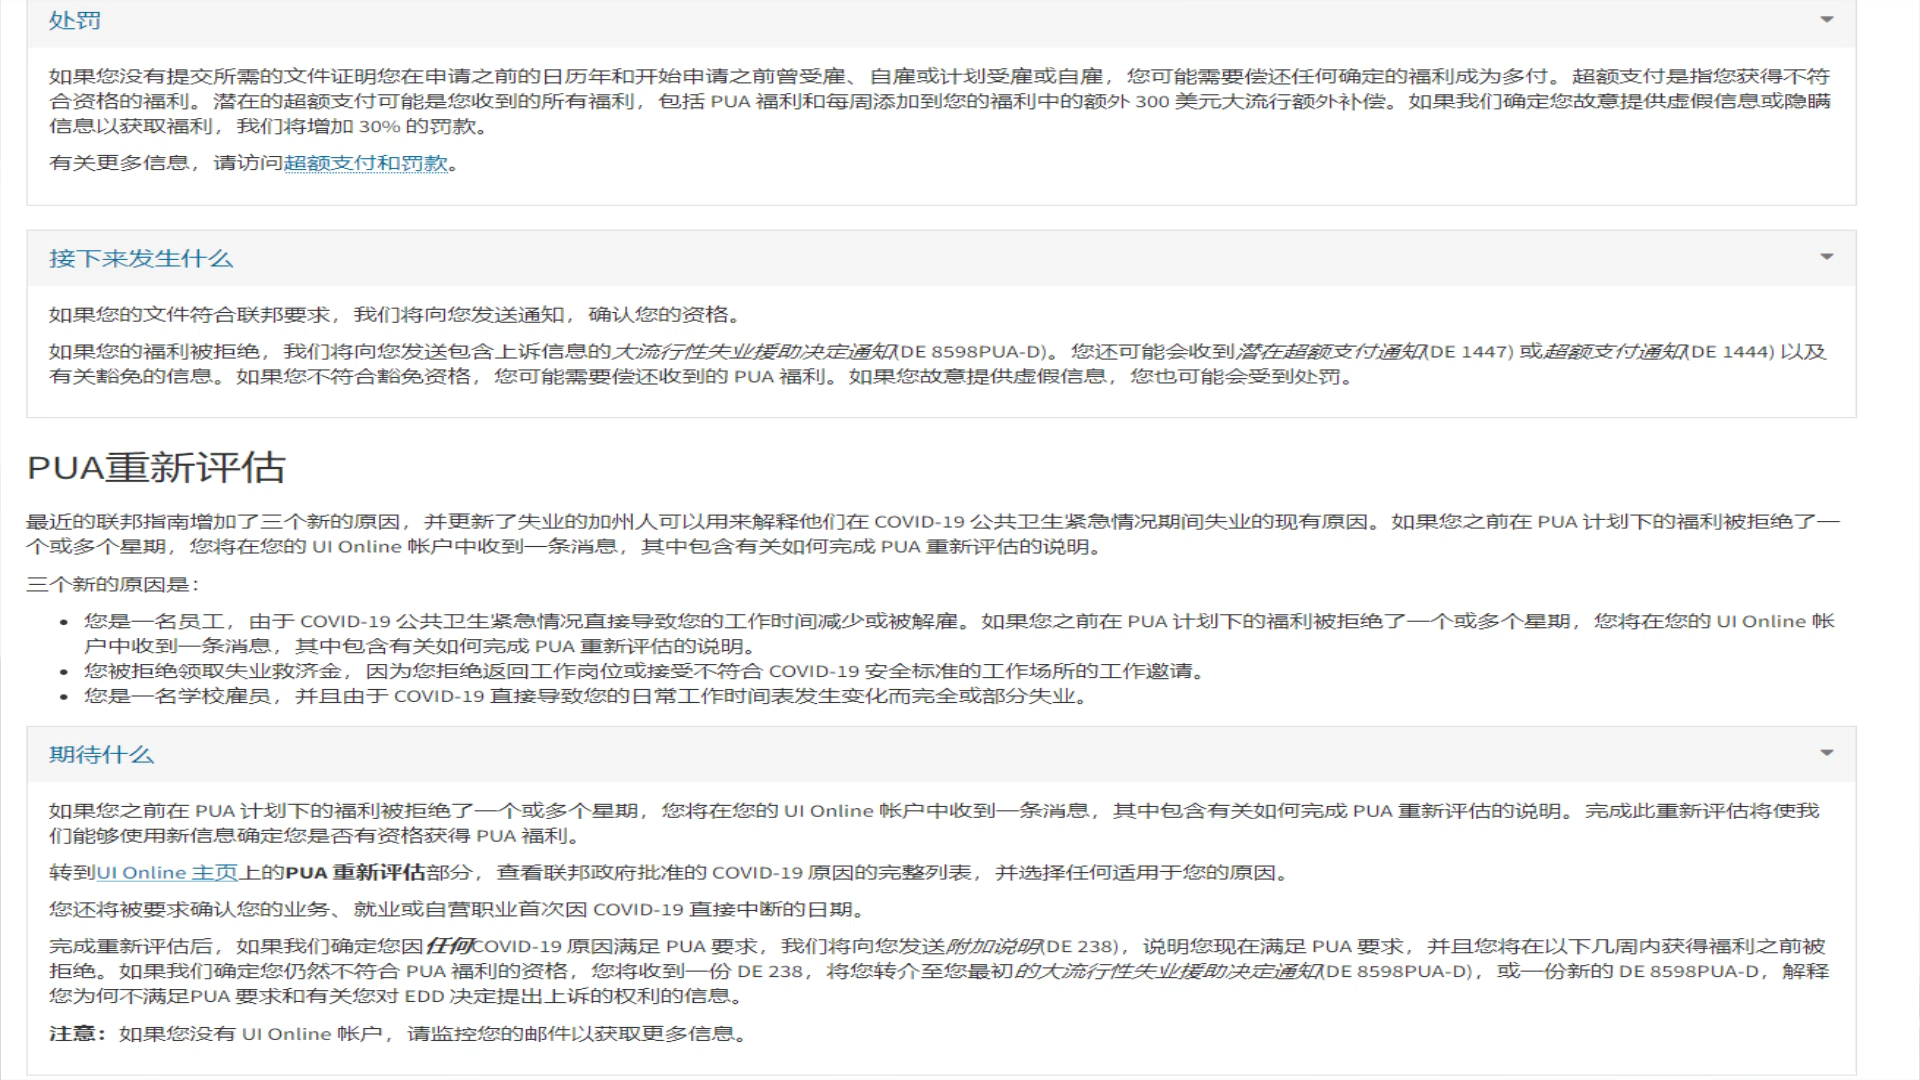 处罚
如果您没有提交所需的文件证明您在申请之前的日历年和开始申请之前曾受雇、自雇或计划受雇或自雇，您可能需要偿还任何确定的福利成为多付。超额支付是指您获得不符
合资格的福利。潜在的超额支付可能是您收到的所有福利，包括 PUA 福利和每周添加到您的福利中的额外 300 美元大流行额外补偿。如果我们确定您故意提供虚假信息或隐瞒
信息以获取福利，我们将增加 30% 的罚款。
有关更多信息，请访问超额支付和罚款。
接下来发生什么
如果您的文件符合联邦要求，我们将向您发送通知，确认您的资格。
如果您的福利被拒绝，我们将向您发送包含上诉信息的大流行性失业援助决定通知(DE 8598PUA-D)。您还可能会收到潜在超额支付通知(DE 1447) 或超额支付通知(DE 1444) 以及
有关豁免的信息。如果您不符合豁免资格，您可能需要偿还收到的 PUA 福利。如果您故意提供虚假信息，您也可能会受到处罚。
PUA重新评估
最近的联邦指南增加了三个新的原因，并更新了失业的加州人可以用来解释他们在 COVID-19 公共卫生紧急情况期间失业的现有原因。如果您之前在 PUA 计划下的福利被拒绝了一
个或多个星期，您将在您的 UI Online 帐户中收到一条消息，其中包含有关如何完成 PUA 重新评估的说明。
三个新的原因是：
• 您是一名员工，由于 COVID-19 公共卫生紧急情况直接导致您的工作时间减少或被解雇。如果您之前在 PUA 计划下的福利被拒绝了一个或多个星期，您将在您的 UI Online 帐
户中收到一条消息，其中包含有关如何完成 PUA 重新评估的说明。
• 您被拒绝领取失业救济金，因为您拒绝返回工作岗位或接受不符合 COVID-19 安全标准的工作场所的工作邀请。
• 您是一名学校雇员，并且由于 COVID-19 直接导致您的日常工作时间表发生变化而完全或部分失业。
期待什么
如果您之前在 PUA 计划下的福利被拒绝了一个或多个星期，您将在您的 UI Online 帐户中收到一条消息，其中包含有关如何完成 PUA 重新评估的说明。完成此重新评估将使我
们能够使用新信息确定您是否有资格获得 PUA 福利。
转到UI Online 主页上的PUA 重新评估部分，查看联邦政府批准的 COVID-19 原因的完整列表，并选择任何适用于您的原因。
您还将被要求确认您的业务、就业或自营职业首次因 COVID-19 直接中断的日期。
完成重新评估后，如果我们确定您因任何COVID-19 原因满足 PUA 要求，我们将向您发送附加说明(DE 238)，说明您现在满足 PUA 要求，并且您将在以下几周内获得福利之前被
拒绝。如果我们确定您仍然不符合 PUA 福利的资格，您将收到一份 DE 238，将您转介至您最初的大流行性失业援助决定通知(DE 8598PUA-D)，或一份新的 DE 8598PUA-D，解释
您为何不满足PUA 要求和有关您对 EDD 决定提出上诉的权利的信息。
注意：如果您没有 UI Online 帐户，请监控您的邮件以获取更多信息。